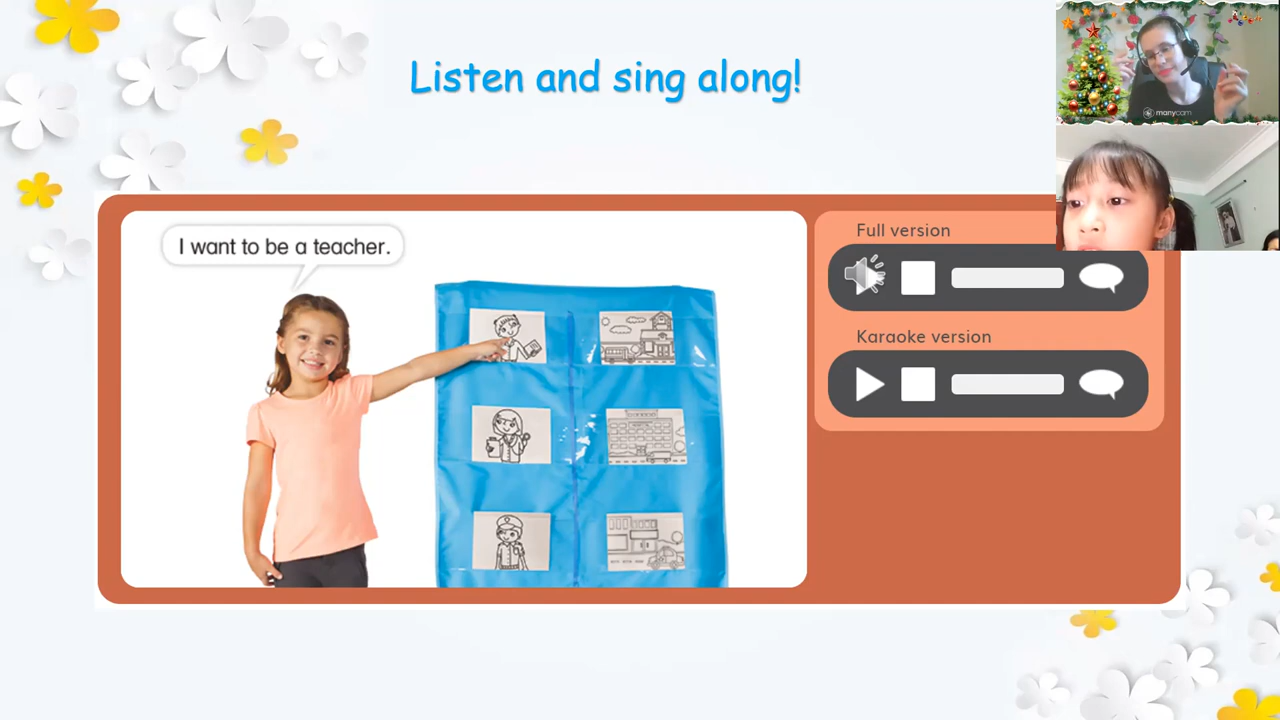 Listen and sing along!
I want to be a teacher.
Full version
Karaoke version
manycam